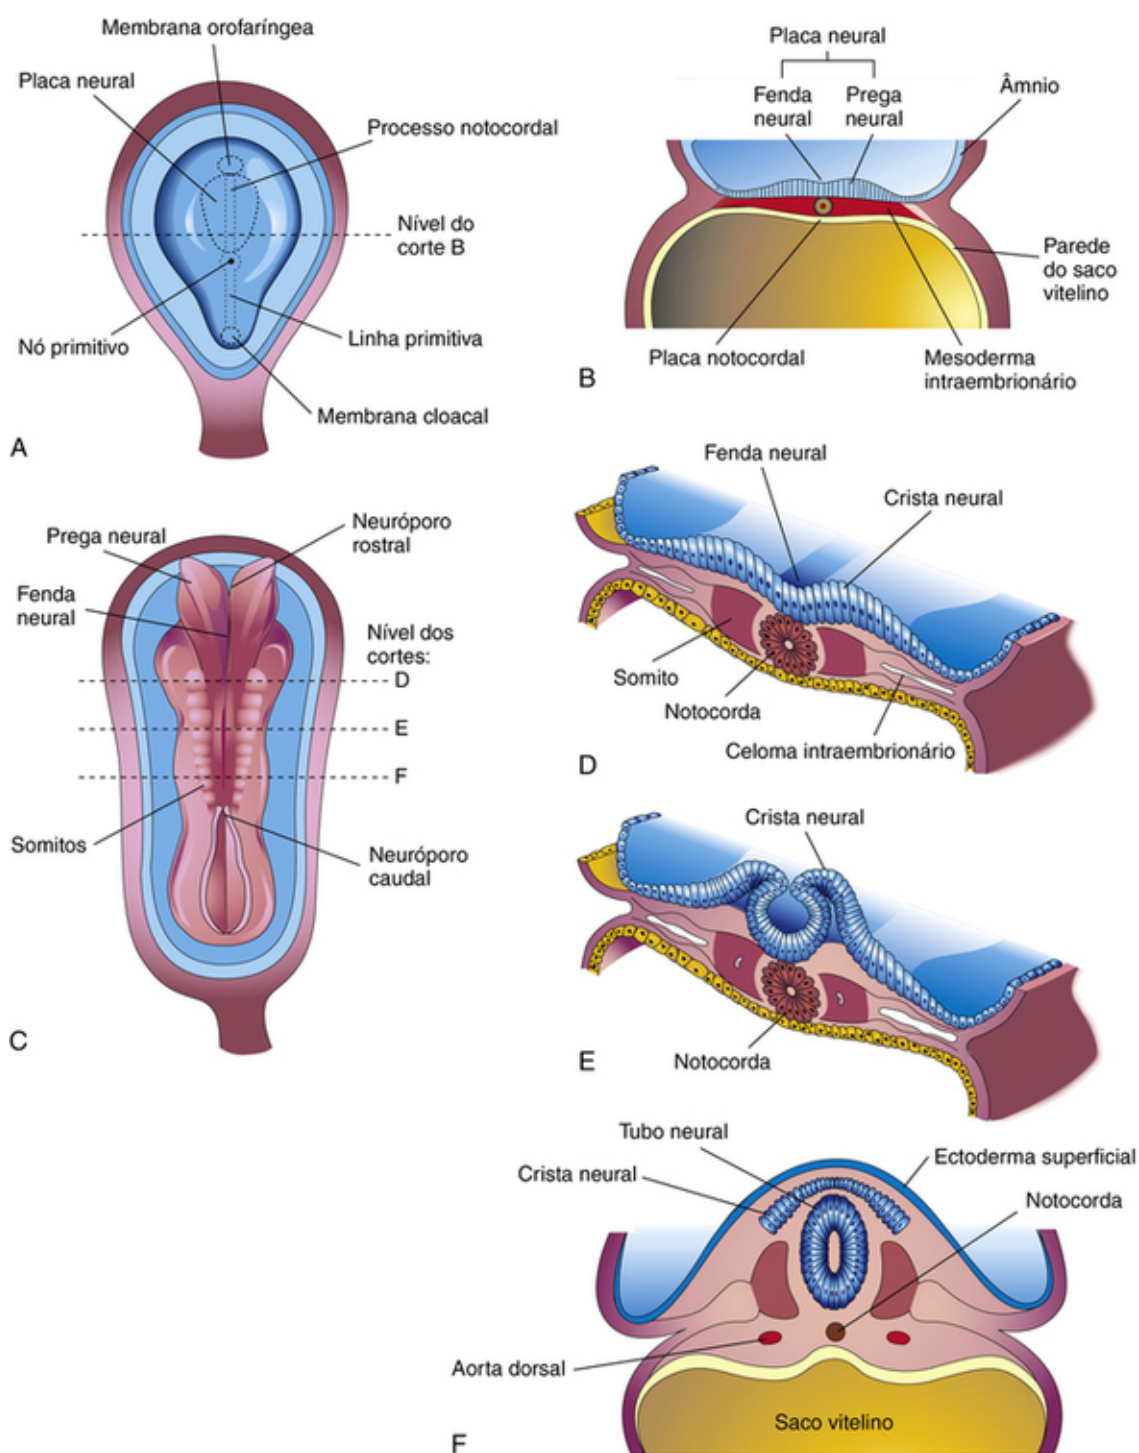 Membrana orofaríngea
Placa neural
Processo notocordal
Nível do
corte B
Nó primitivo
Linha primitiva
Membrana cloacal
A
Placa neural
Fenda
neural
Prega
neural
Âmnio
Parede
do saco
vitelino
Placa notocordal
Mesoderma
intraembrionário
B
Prega neural
Neuróporo
rostral
Fenda
neural
Nível dos
cortes:
D
E
F
Somitos
Neuróporo
caudal
C
Fenda neural
Crista neural
Somito
Notocorda
Celoma intraembrionário
D
Crista neural
Notocorda
E
Tubo neural
Crista neural
Ectoderma superficial
Notocorda
Aorta dorsal
Saco vitelino
F